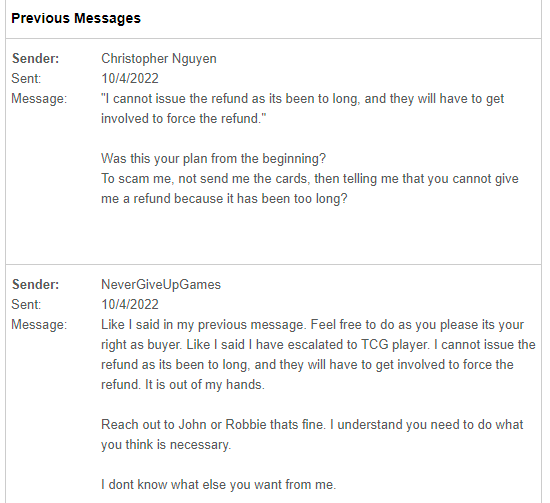 Previous Messages
Sender: Christopher Nguyen
Sent: 10/4/2022
Message: "I cannot issue the refund as its been to long, and they will have to get
involved to force the refund."
Was this your plan from the beginning?
To scam me, not send me the cards, then telling me that you cannot give
me a refund because it has been too long?
Sender: NeverGiveUpGames
Sent: 10/4/2022
Message: Like I said in my previous message. Feel free to do as you please its your
right as buyer. Like I said I have escalated to TCG player. I cannot issue the
refund as its been to long, and they will have to get involved to force the
refund. It is out of my hands.
Reach out to John or Robbie thats fine. I understand you need to do what
you think is necessary.
I dont know what else you want from me.